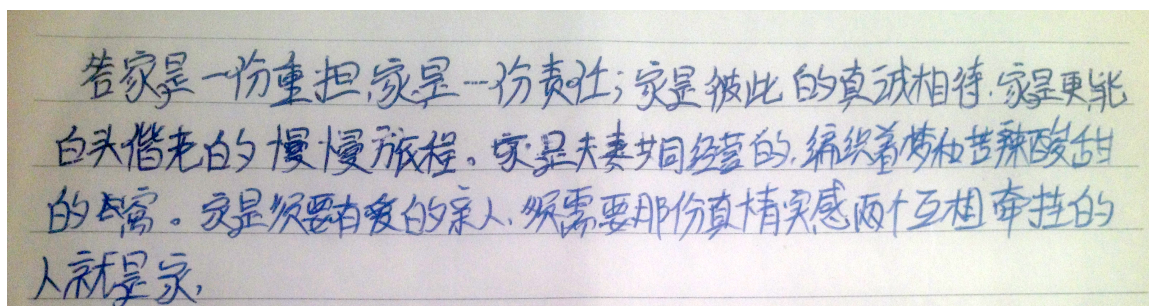 答家是一份重担,家是一份责任;家是彼此的真诚相待.家是更能
白头偕老的慢慢旅程。家是夫妻共同经营的,编织着梦和苦辣酸甜
的窝。家是须要有爱的亲人,须需要那份真情实感两个互相牵挂的
人就是家,